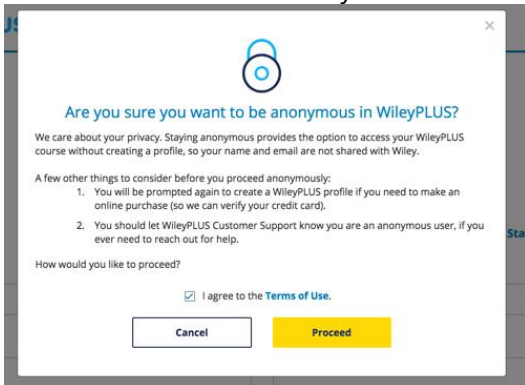 Are you sure you want to be anonymous in WileyPLUS?
We care about your privacy. Staying anonymous provides the option to access your WileyPLUS
course without creating a profile, so your name and email are not shared with Wiley.
A few other things to consider before you proceed anonymously:
1. You will be prompted again to create a WileyPLUS profile if you need to make an
online purchase (so we can verify your credit card).
2. You should let WileyPLUS Customer Support know you are an anonymous user, if you
ever need to reach out for help.
How would you like to proceed?
I agree to the Terms of Use.
Cancel Proceed